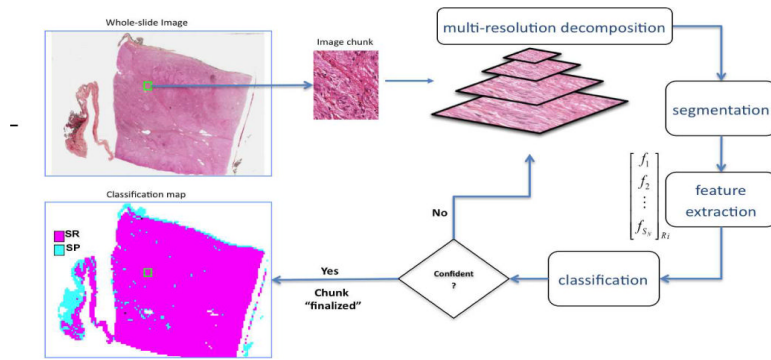 Whole-slide Image
Image chunk
multi-resolution decomposition
segmentation
f1
f2
⋮
fSN
Ri
feature
extraction
classification
Confident
?
No
Yes
Chunk
"finalized"
Classification map
SR
SP